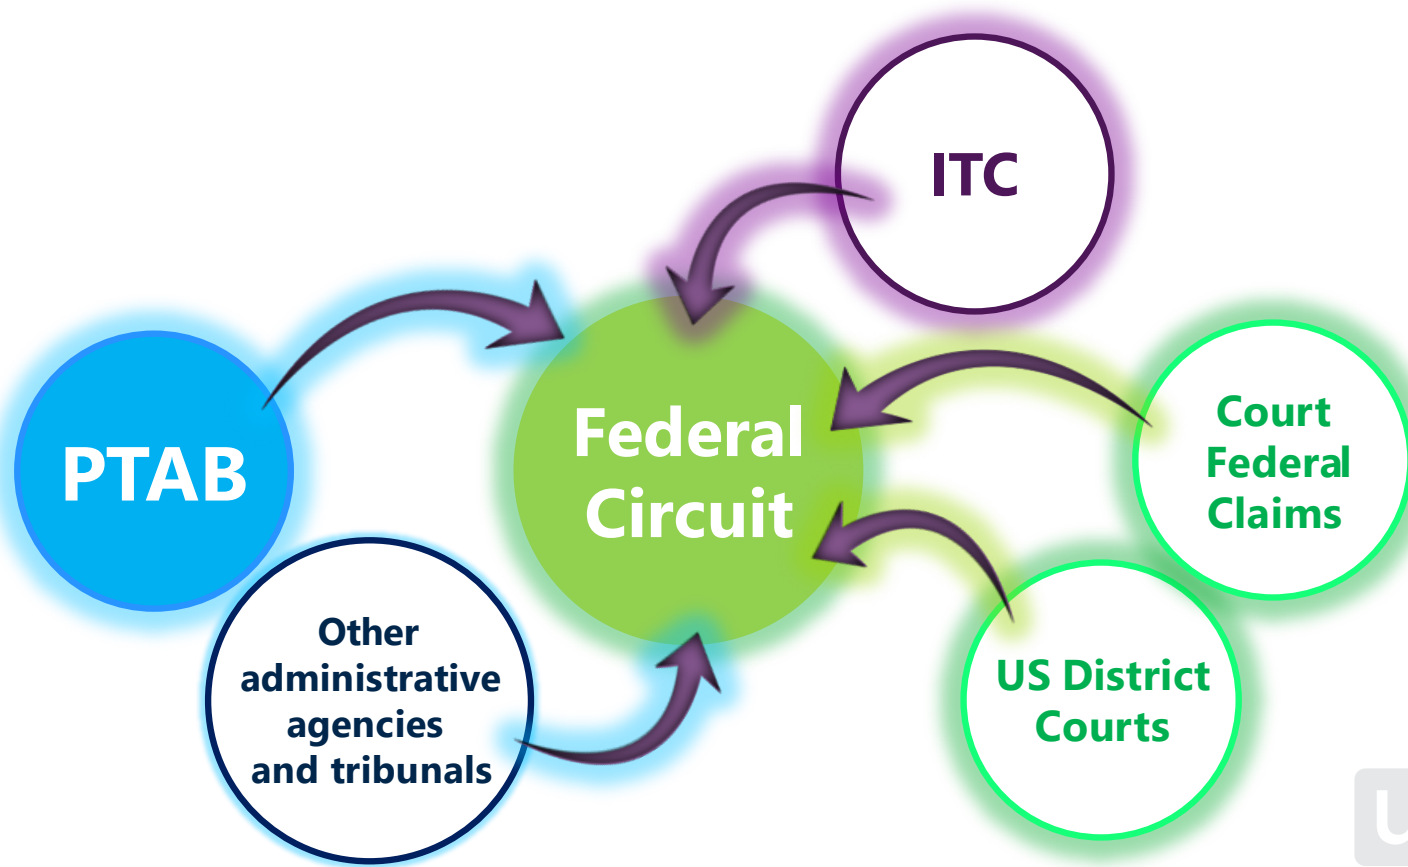 ITC
PTAB
Federal
Circuit
Court
Federal
Claims
Other
administrative
agencies
and tribunals
US District
Courts
U